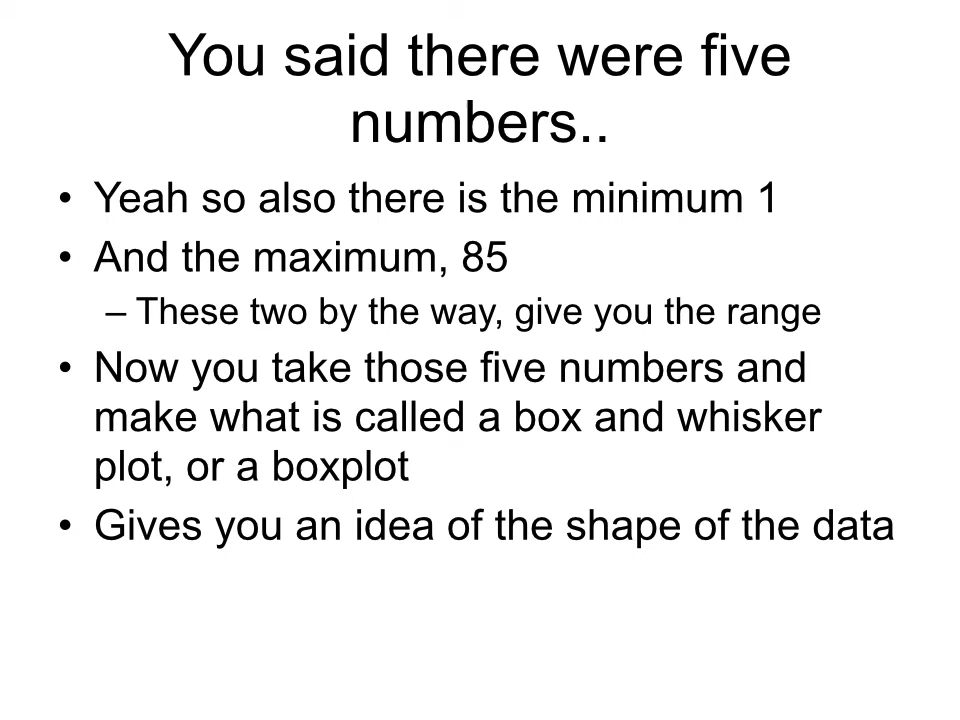 You said there were five
numbers..
• Yeah so also there is the minimum 1
• And the maximum, 85
– These two by the way, give you the range
• Now you take those five numbers and
make what is called a box and whisker
plot, or a boxplot
• Gives you an idea of the shape of the data